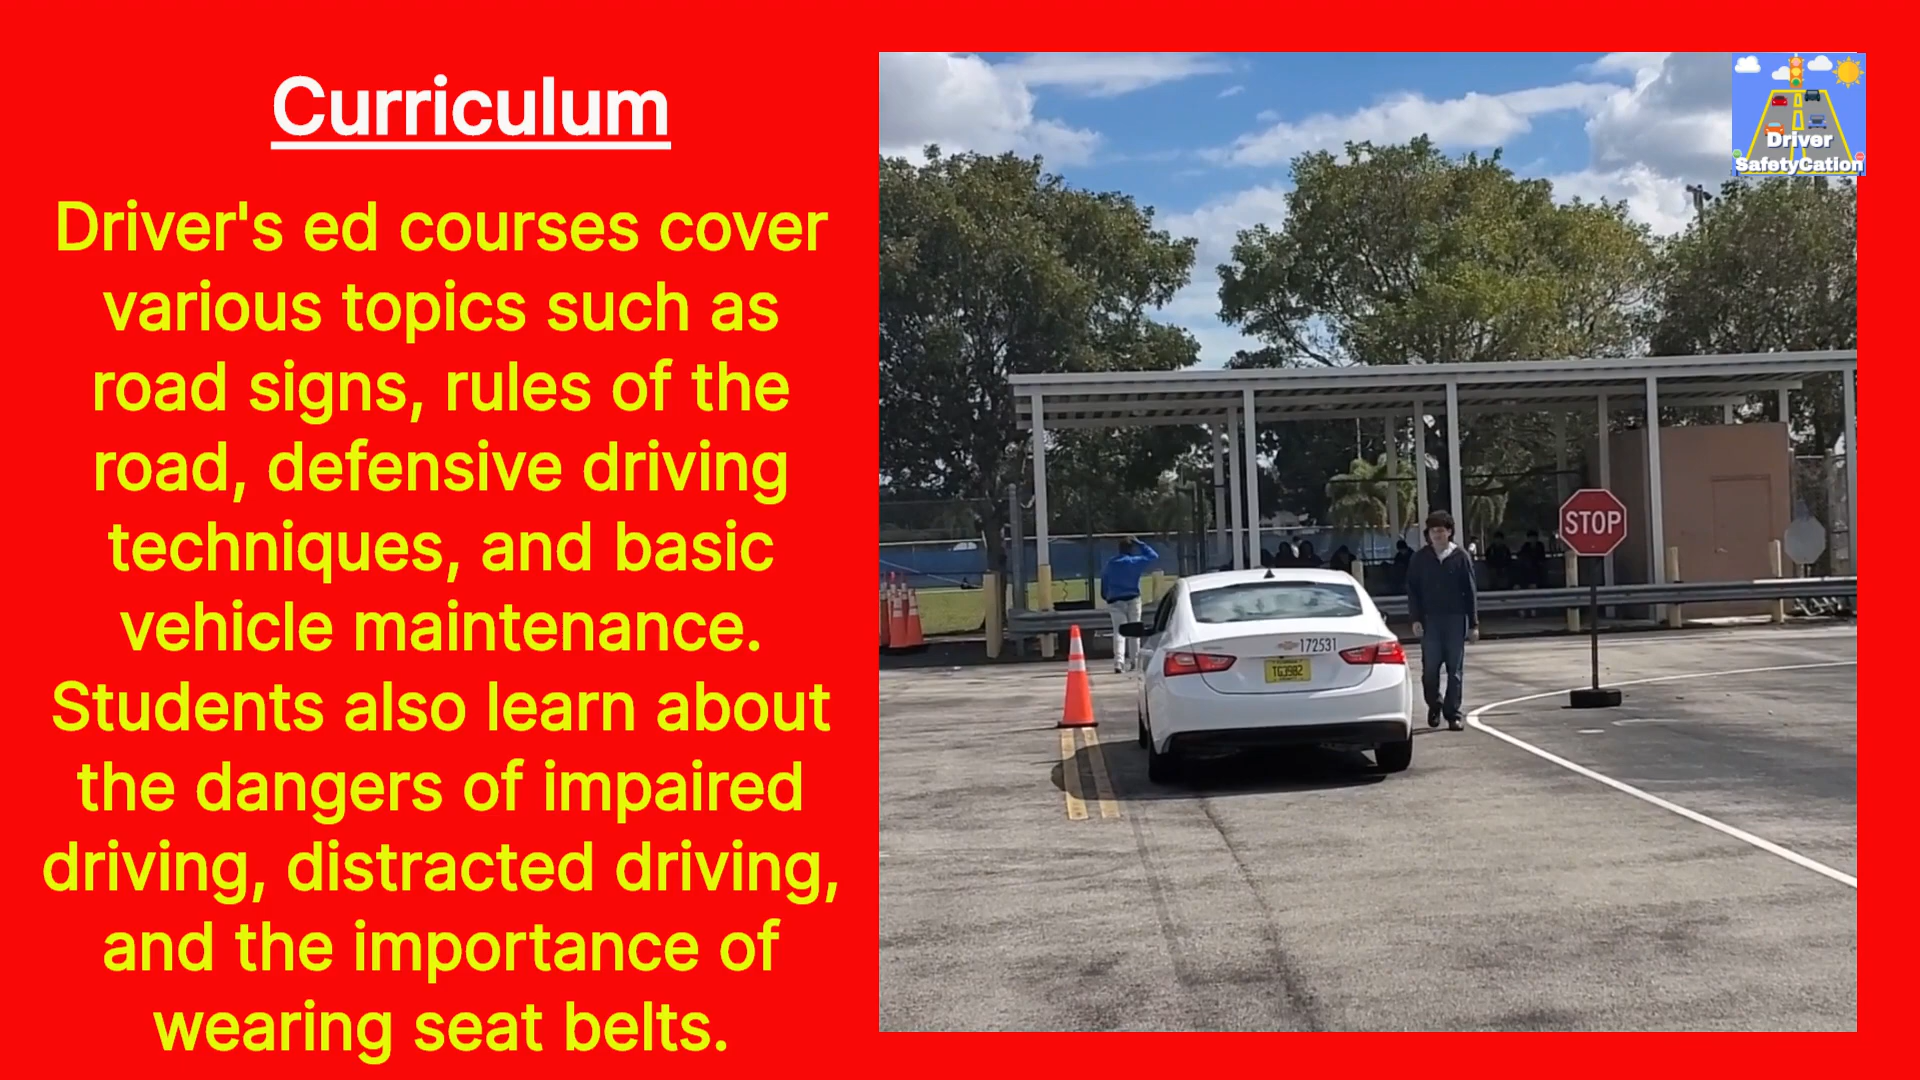 Curriculum
Driver's ed courses cover
various topics such as
road signs, rules of the
road, defensive driving
techniques, and basic
vehicle maintenance.
Students also learn about
the dangers of impaired
driving, distracted driving,
and the importance of
wearing seat belts.
Driver
SafetyCation
STOP
172531
TG3982